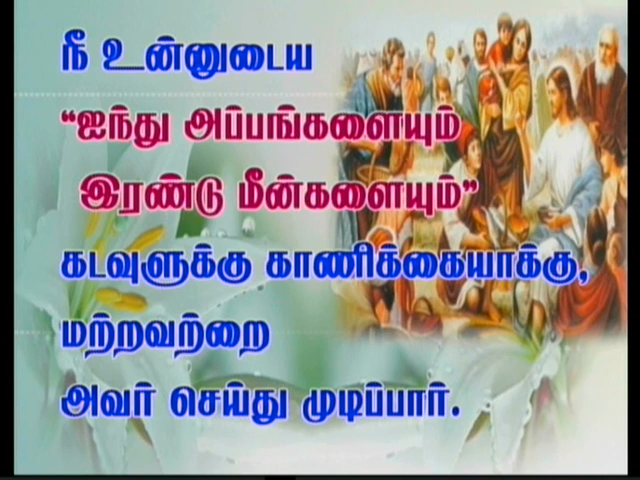 நீ உன்னுடைய
“ஐந்து அப்பங்களையும்
இரண்டு மீன்களையும்”
கடவுளுக்கு காணிக்கையாக்கு,
மற்றவற்றை
அவர் செய்து முடிப்பார்.